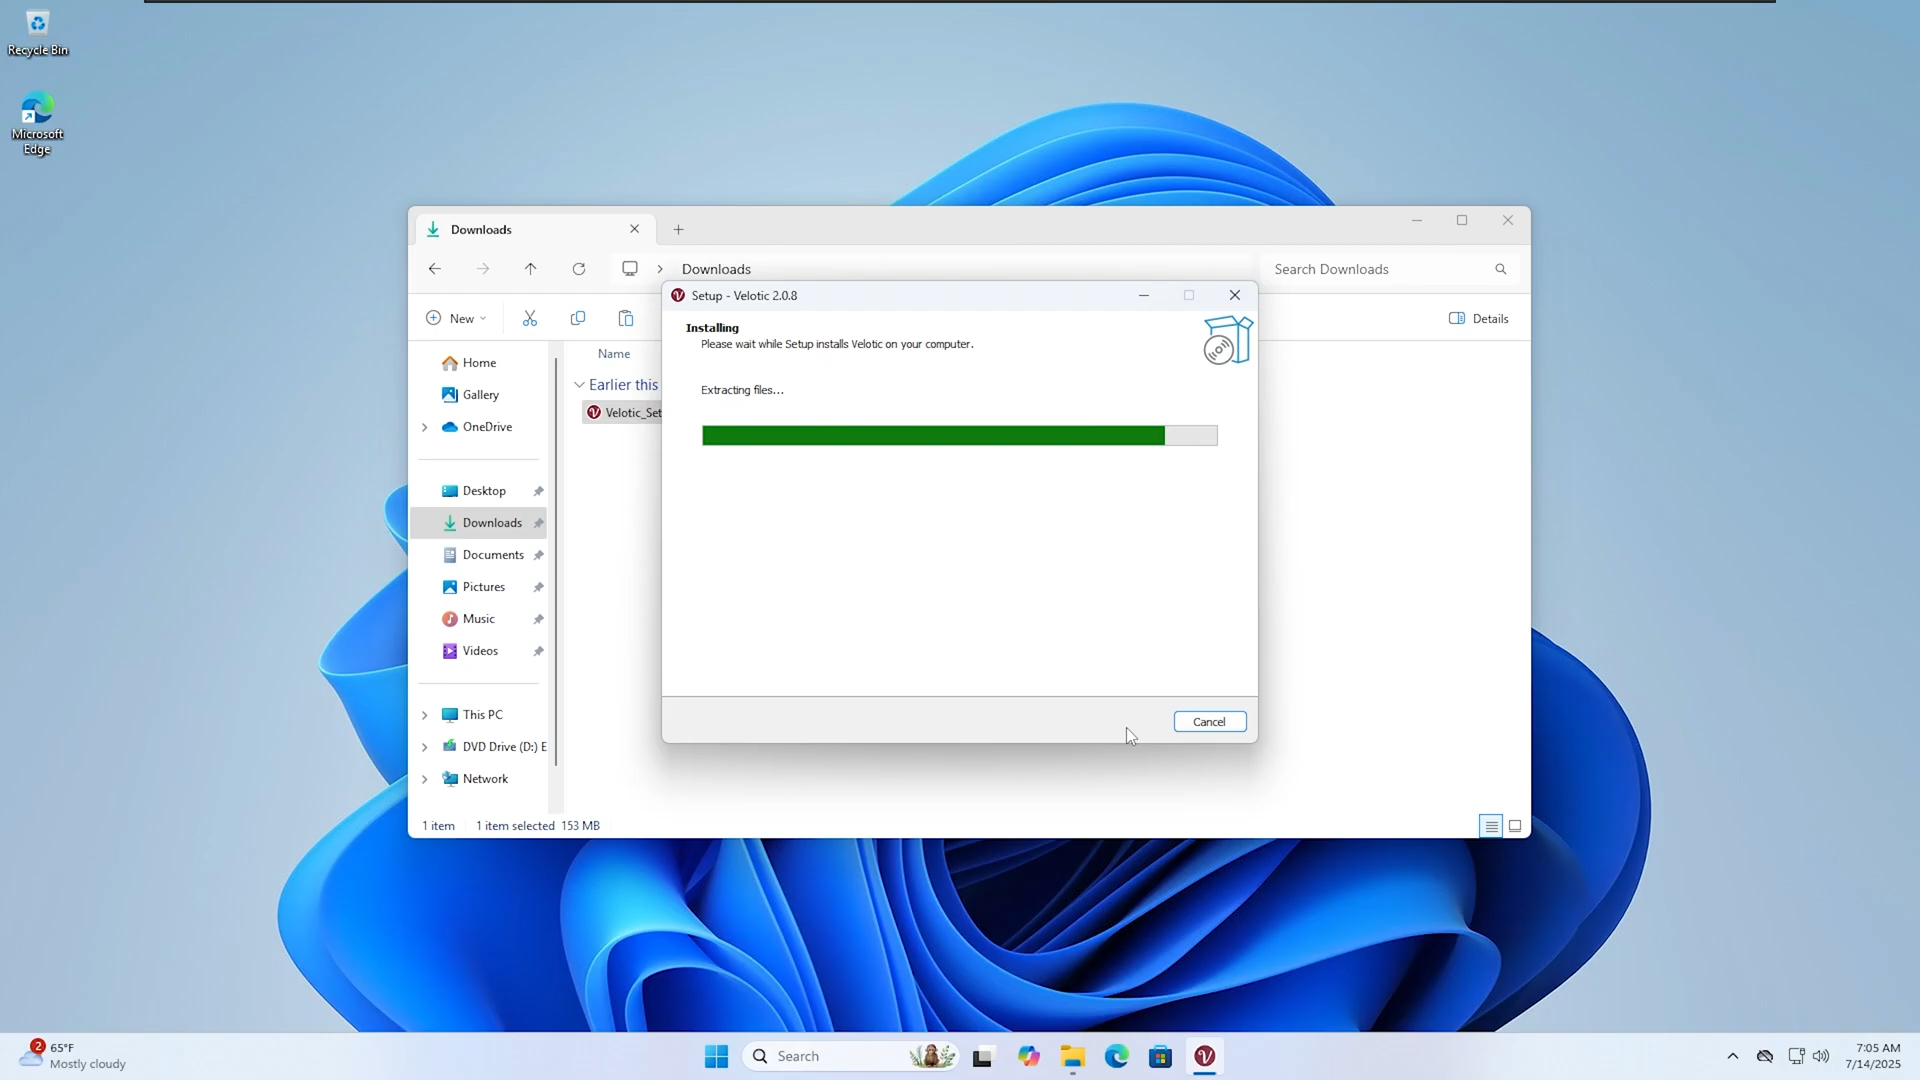 Recycle Bin
Microsoft
Edge
Downloads
Downloads
Search Downloads
New
Details
Home
Gallery
OneDrive
Desktop
Downloads
Documents
Pictures
Music
Videos
This PC
DVD Drive (D:) E
Network
Name
Earlier this
Velotic_Set
1 item
1 item selected 153 MB
Setup - Velotic 2.0.8
Installing
Please wait while Setup installs Velotic on your computer.
Extracting files...
Cancel
2
65°F
Mostly cloudy
Search
7:05 AM
7/14/2025